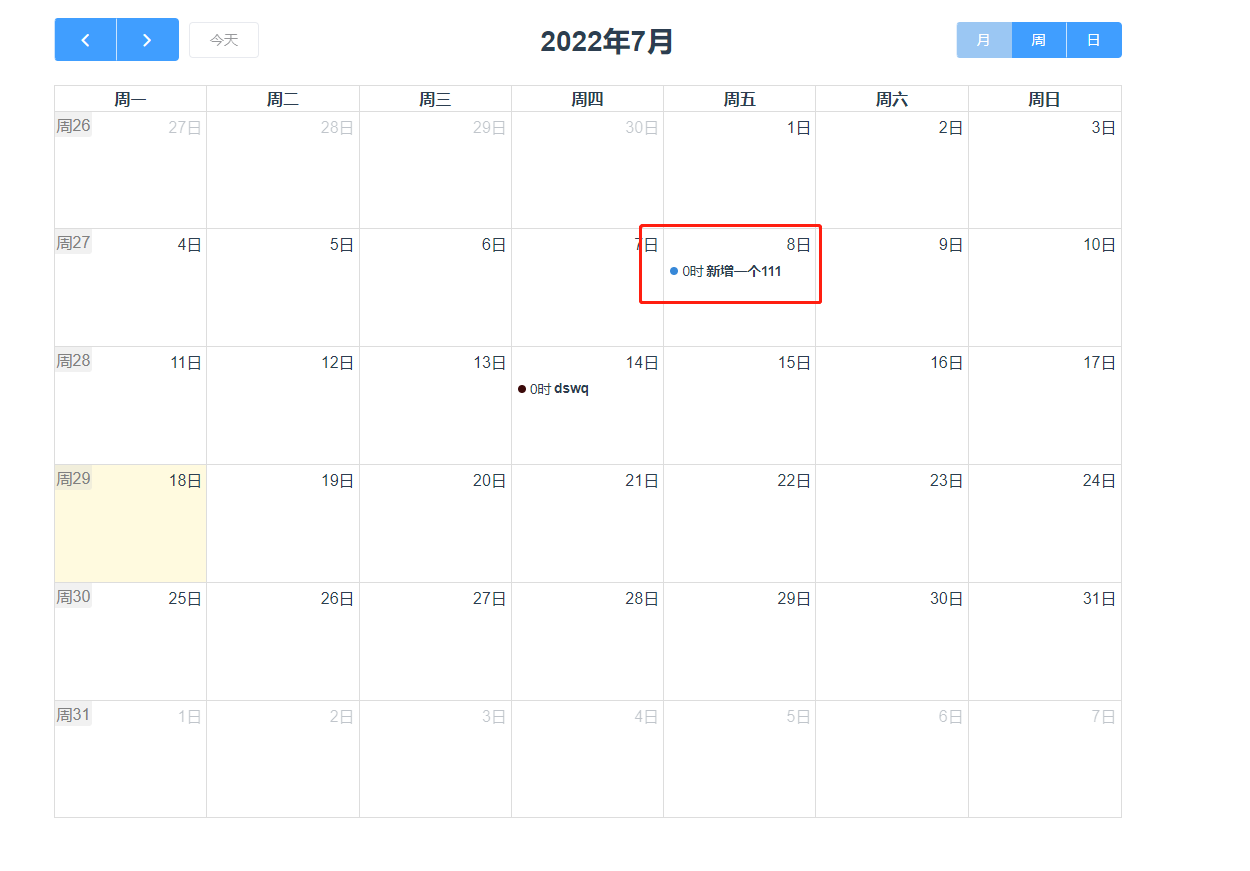 今天
2022年7月
月 周 日
周一 周二 周三 周四 周五 周六 周日
周26 27日 28日 29日 30日 1日 2日 3日
周27 4日 5日 6日 7日 8日 9日 10日
0时 新增一个111
周28 11日 12日 13日 14日 15日 16日 17日
0时 dswq
周29 18日 19日 20日 21日 22日 23日 24日
周30 25日 26日 27日 28日 29日 30日 31日
周31 1日 2日 3日 4日 5日 6日 7日